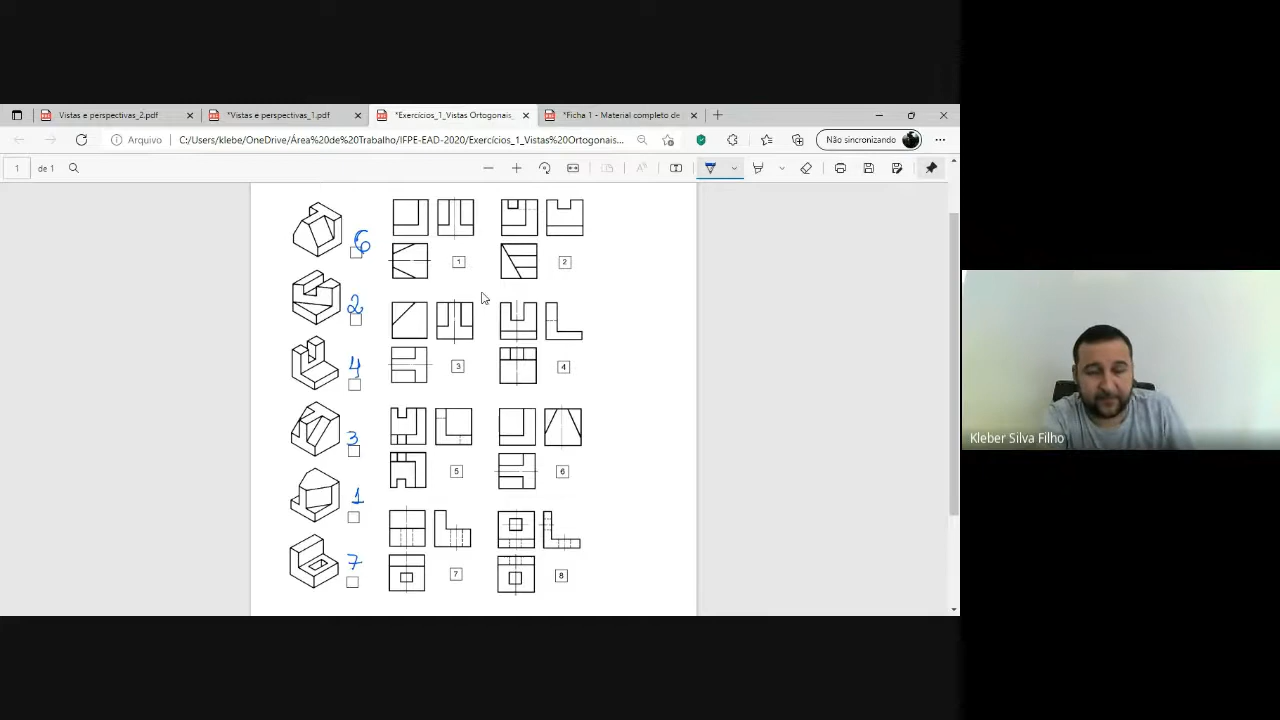 Vistas e perspectivas_2.pdf
*Vistas e perspectivas_1.pdf
*Exercícios_1_Vistas Ortogonais_
*Ficha 1 - Material completo de
Arquivo
C:/Users/klebe/OneDrive/Área%20de%20Trabalho/IFPE-EAD-2020/Exercícios_1_Vistas%20Ortogonais...
Não sincronizando
1
de 1
6
1
2
2
3
4
4
3
5
6
1
7
7
8
Kleber Silva Filho